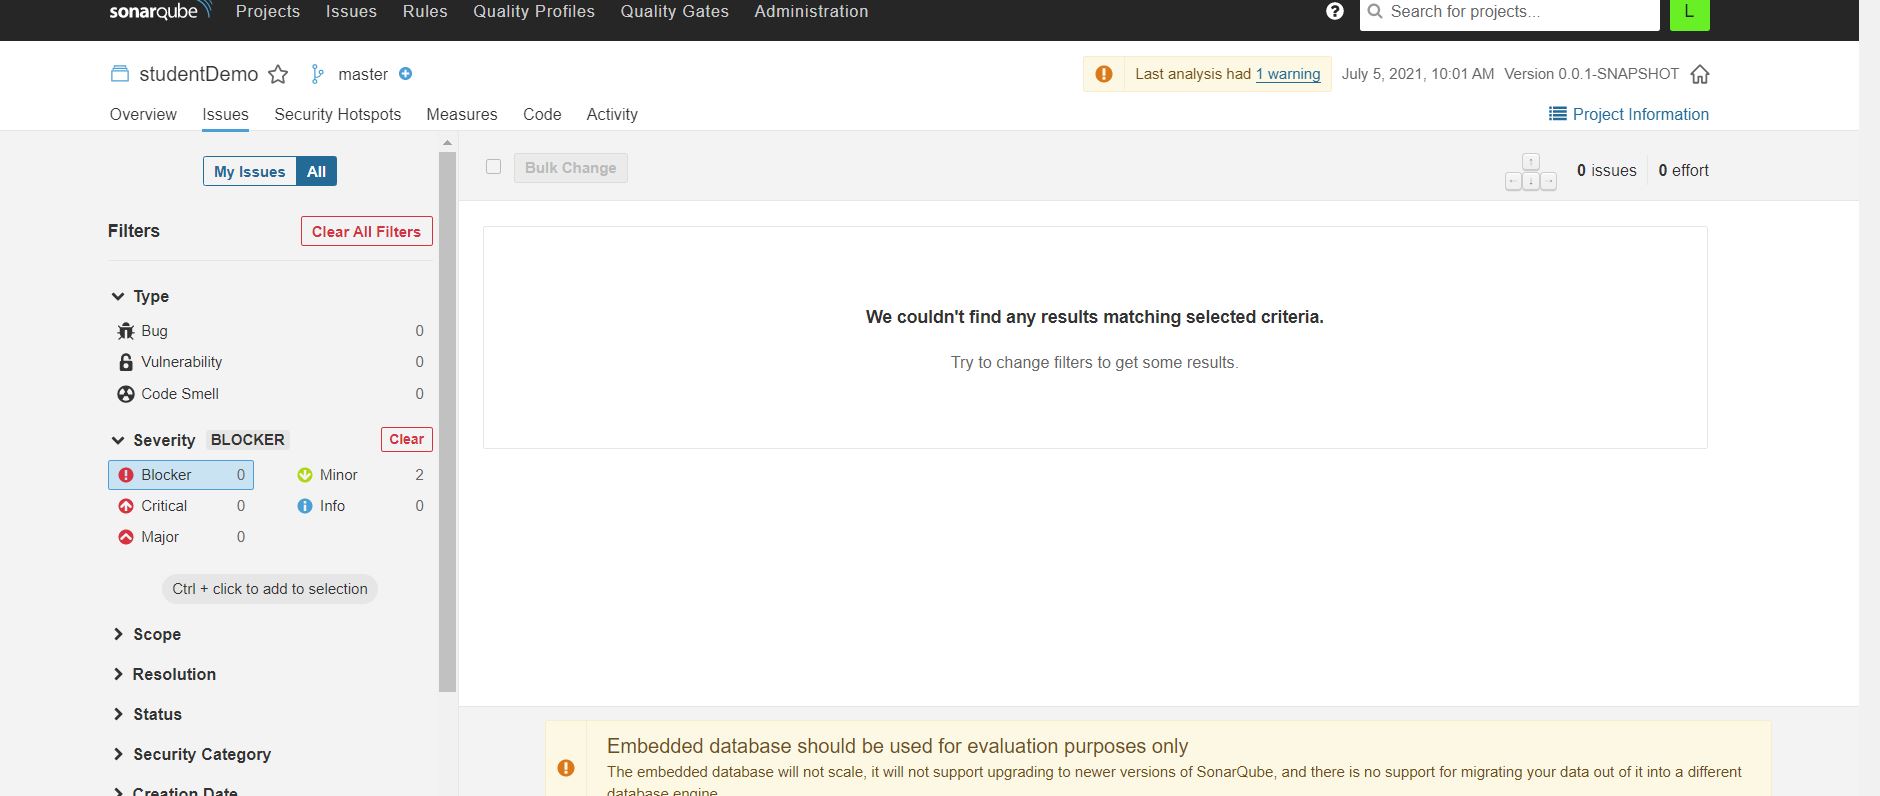 sonarqube Projects Issues Rules Quality Profiles Quality Gates Administration ? Search for projects... L
studentDemo master Last analysis had 1 warning July 5, 2021, 10:01 AM Version 0.0.1-SNAPSHOT
Overview Issues Security Hotspots Measures Code Activity Project Information
My Issues All
Bulk Change
0 issues 0 effort
Filters Clear All Filters
Type
Bug 0
Vulnerability 0
Code Smell 0
Severity BLOCKER Clear
Blocker 0 Minor 2
Critical 0 Info 0
Major 0
Ctrl + click to add to selection
Scope
Resolution
Status
Security Category
Creation Date
We couldn't find any results matching selected criteria.
Try to change filters to get some results.
Embedded database should be used for evaluation purposes only
The embedded database will not scale, it will not support upgrading to newer versions of SonarQube, and there is no support for migrating your data out of it into a different
database engine.